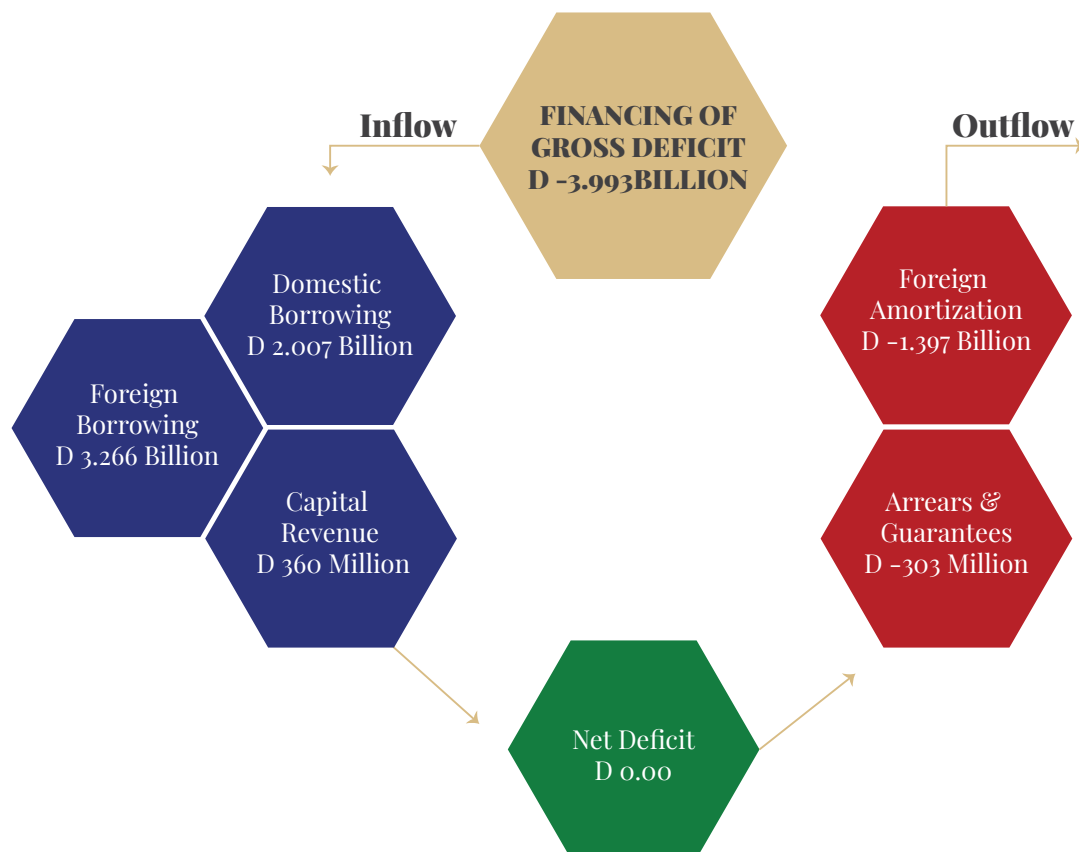 FINANCING OF
GROSS DEFICIT
D -3.993BILLION
Inflow
Outflow
Domestic
Borrowing
D 2.007 Billion
Foreign
Borrowing
D 3.266 Billion
Capital
Revenue
D 360 Million
Foreign
Amortization
D -1.397 Billion
Arrears &
Guarantees
D -303 Million
Net Deficit
D 0.00